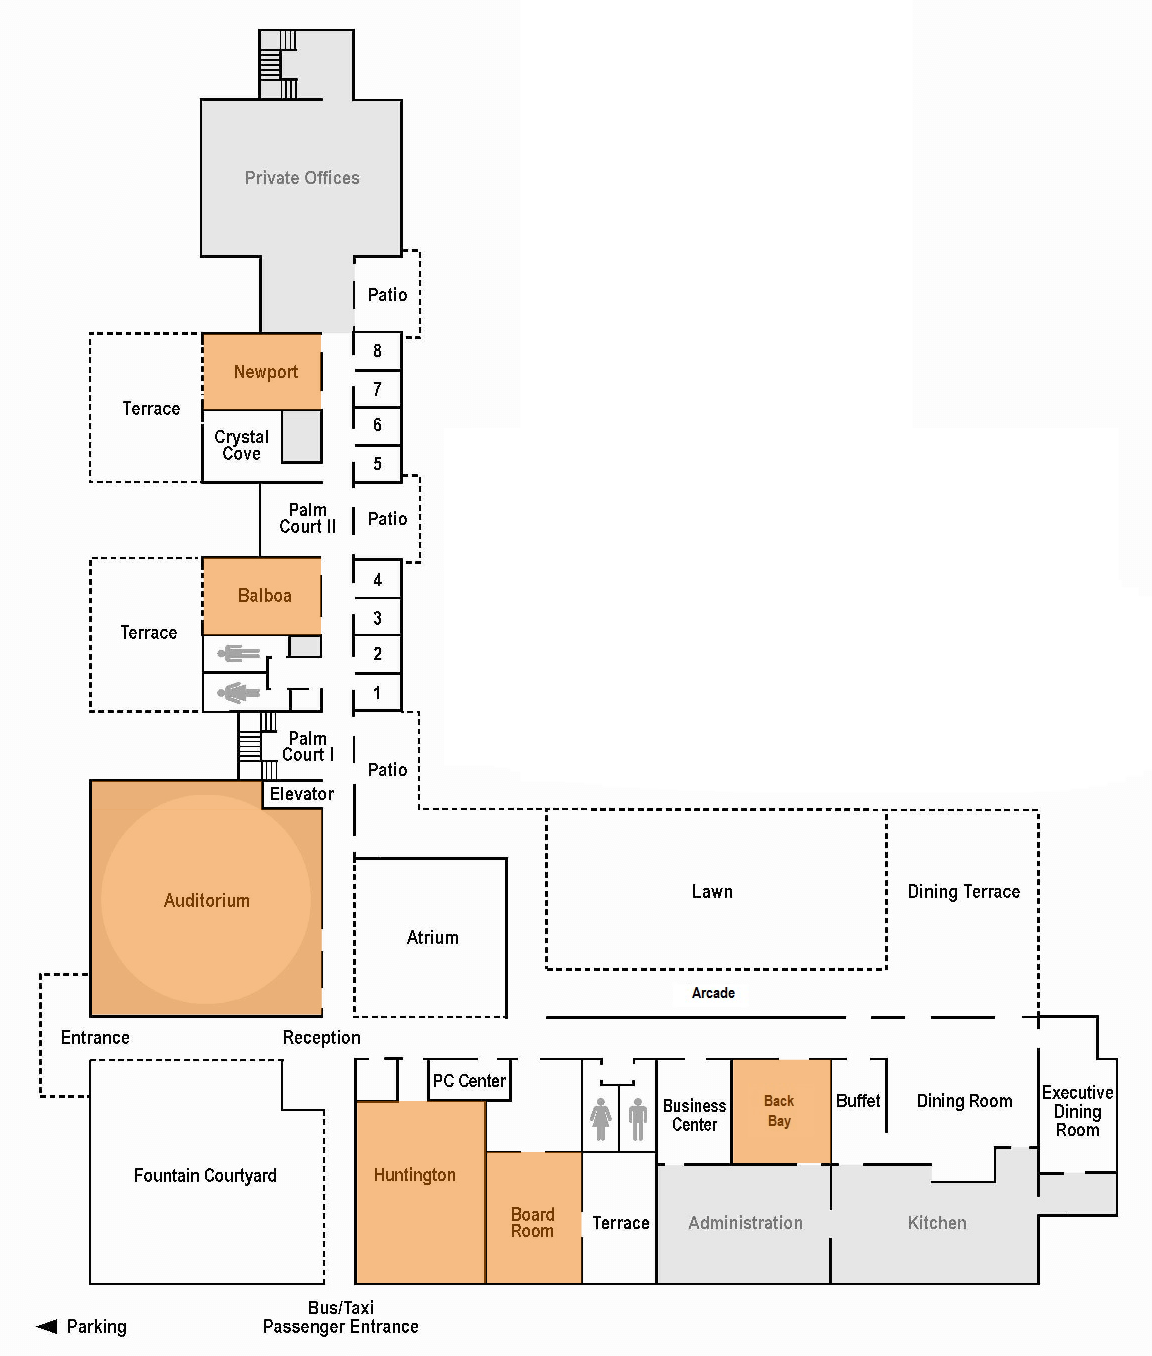 Private Offices
Patio
8
Newport
7
Terrace
6
Crystal
Cove
5
Palm
Court II
Patio
4
Balboa
3
Terrace
2
1
Palm
Court I
Patio
Elevator
Auditorium
Lawn
Dining Terrace
Atrium
Arcade
Entrance
Reception
PC Center
Business
Center
Back
Bay
Buffet
Dining Room
Executive
Dining
Room
Fountain Courtyard
Huntington
Board
Room
Terrace
Administration
Kitchen
Bus/Taxi
Passenger Entrance
Parking